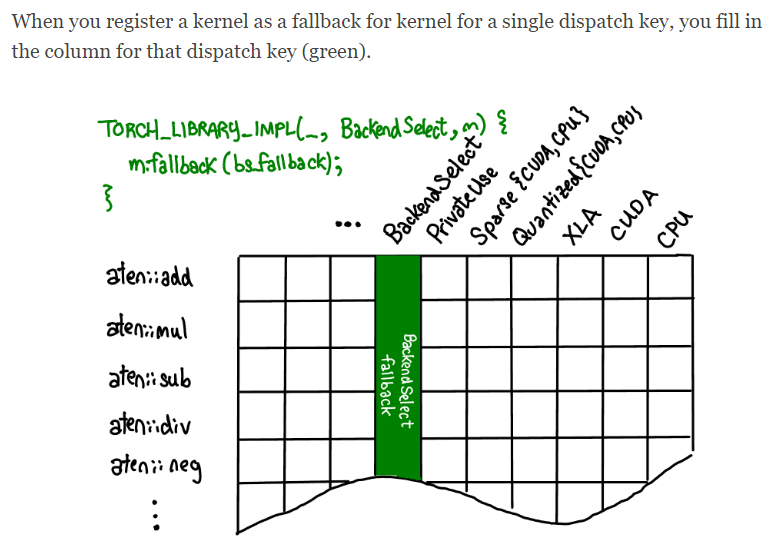 When you register a kernel as a fallback for kernel for a single dispatch key, you fill in
the column for that dispatch key (green).
TORCH_LIBRARY_IMPL(_, BackendSelect, m) {
m.fallback (bs_fallback);
}
...
BackendSelect
PrivateUse
Sparse {CUDA, CPU}
Quantized{CUDA,CPU}
XLA
CUDA
CPU
aten::add
aten::mul
aten::sub
aten::div
aten::neg
⋮
BackendSelect
fallback